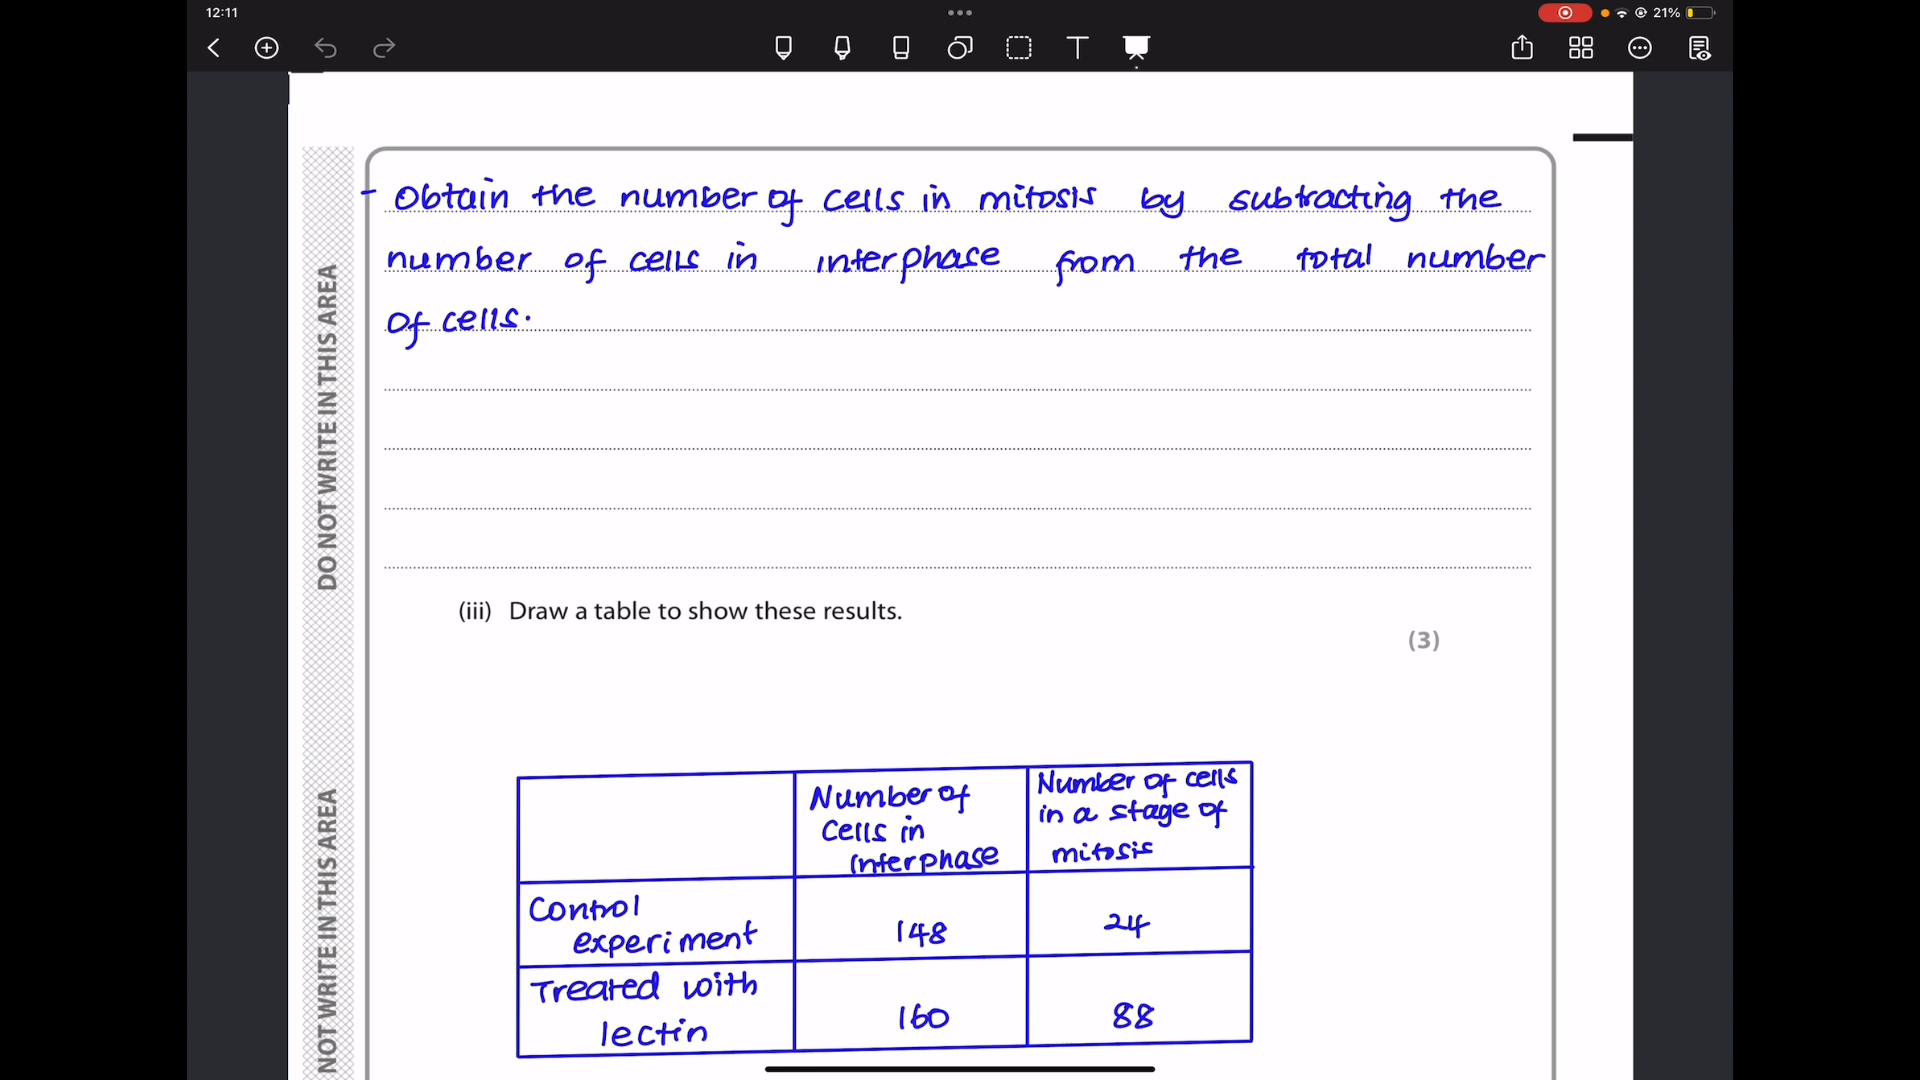 12:11
21%
- Obtain the number of cells in mitosis by subtracting the
number of cells in interphase from the total number
of cells.
DO NOT WRITE IN THIS AREA
(iii) Draw a table to show these results.
(3)
Number of cells in interphase
Number of cells in a stage of mitosis
Control experiment 148 24
Treated with lectin 160 88
NOT WRITE IN THIS AREA